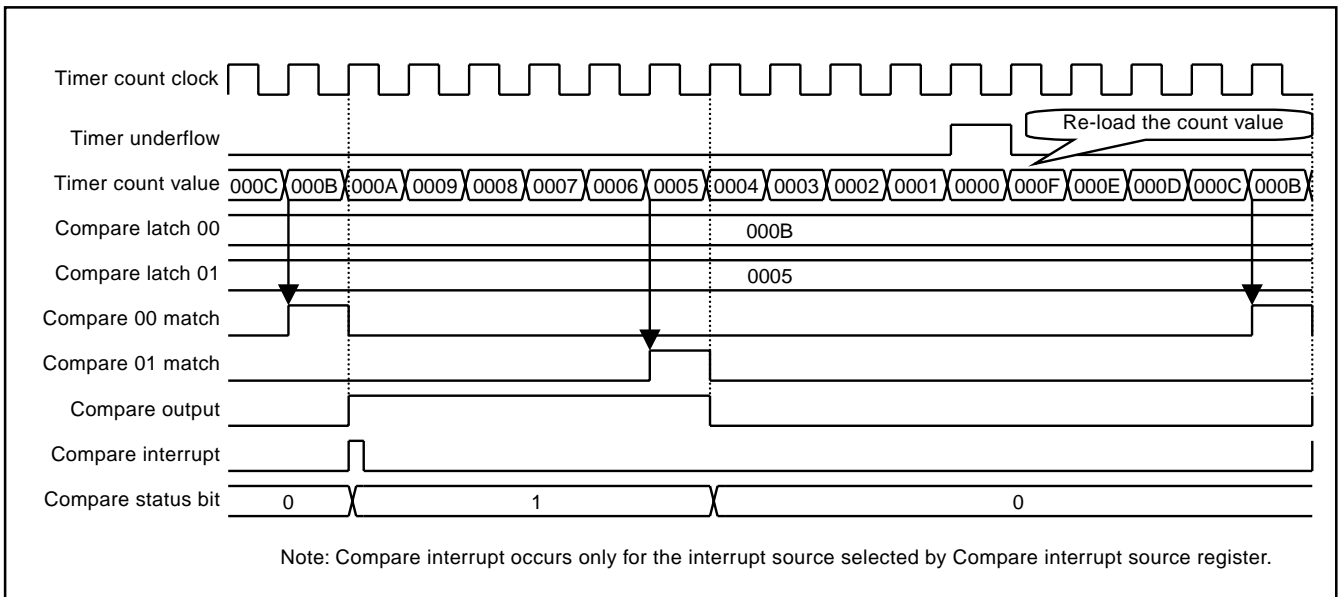 Timer count clock
Timer underflow
Re-load the count value
Timer count value 000C 000B 000A 0009 0008 0007 0006 0005 0004 0003 0002 0001 0000 000F 000E 000D 000C 000B
Compare latch 00 000B
Compare latch 01 0005
Compare 00 match
Compare 01 match
Compare output
Compare interrupt
Compare status bit 0 1 0
Note: Compare interrupt occurs only for the interrupt source selected by Compare interrupt source register.